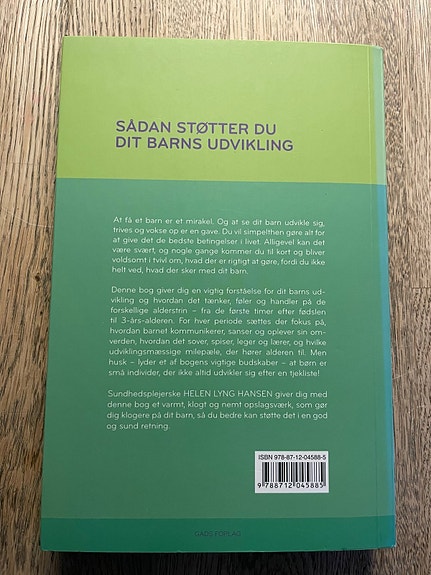 SÅDAN STØTTER DU
DIT BARNS UDVIKLING
At få et barn er et mirakel. Og at se dit barn udvikle sig,
trives og vokse op er en gave. Du vil simpelthen gøre alt for
at give det de bedste betingelser i livet. Alligevel kan det
være svært, og nogle gange kommer du til kort og bliver
voldsomt i tvivl om, hvad der er rigtigt at gøre, fordi du ikke
helt ved, hvad der sker med dit barn.
Denne bog giver dig en vigtig forståelse for dit barns ud-
vikling og hvordan det tænker, føler og handler på de
forskellige alderstrin – fra de første timer efter fødslen
til 3-års-alderen. For hver periode sættes der fokus på,
hvordan barnet kommunikerer, sanser og oplever sin om-
verden, hvordan det sover, spiser, leger og lærer, og hvilke
udviklingsmæssige milepæle, der hører alderen til. Men
husk – lyder et af bogens vigtige budskaber – at børn er
små individer, der ikke altid udvikler sig efter en tjekliste!
Sundhedsplejerske HELEN LYNG HANSEN giver dig med
denne bog et varmt, klogt og nemt opslagsværk, som gør
dig klogere på dit barn, så du bedre kan støtte det i en god
og sund retning.
ISBN 978-87-12-04588-5
9 788712 045885
GADS FORLAG